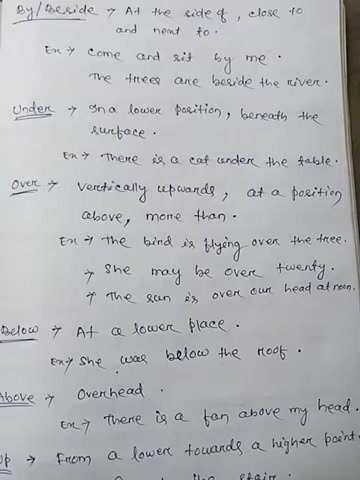 By/Beside → At the side of, close to
and next to.
Ex → Come and sit by me.
The trees are beside the river.
Under → In a lower position, beneath the
surface.
Ex → There is a cat under the table.
Over → Vertically upwards, at a position
above, more than.
Ex → The bird is flying over the tree.
→ She may be over twenty.
→ The sun is over our head at noon.
Below → At a lower place.
Ex → She was below the roof.
Above → Overhead.
Ex → There is a fan above my head.
Up → From a lower towards a higher point.
stair.